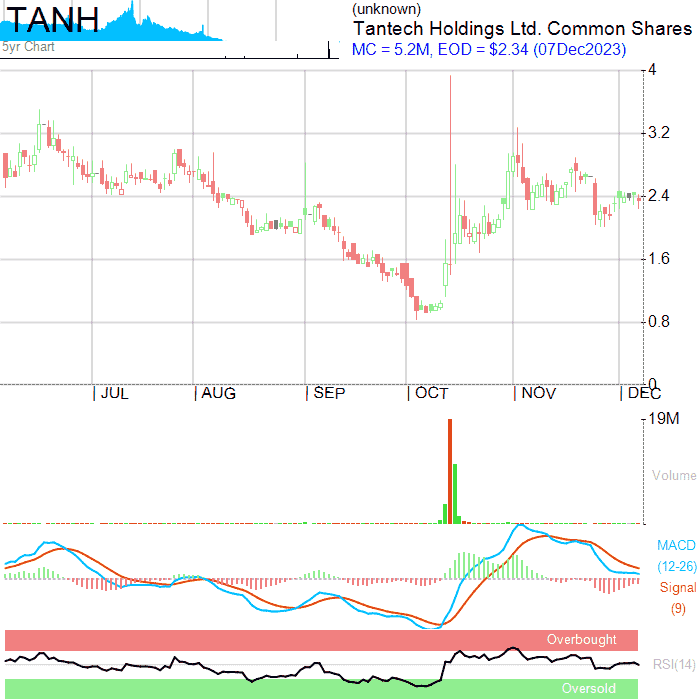 TANH
5yr Chart
(unknown)
Tantech Holdings Ltd. Common Shares
MC = 5.2M, EOD = $2.34 (07Dec2023)
4
3.2
2.4
1.6
0.8
0
JUL AUG SEP OCT NOV DEC
19M
Volume
MACD
(12-26)
Signal
(9)
Overbought
RSI(14)
Oversold